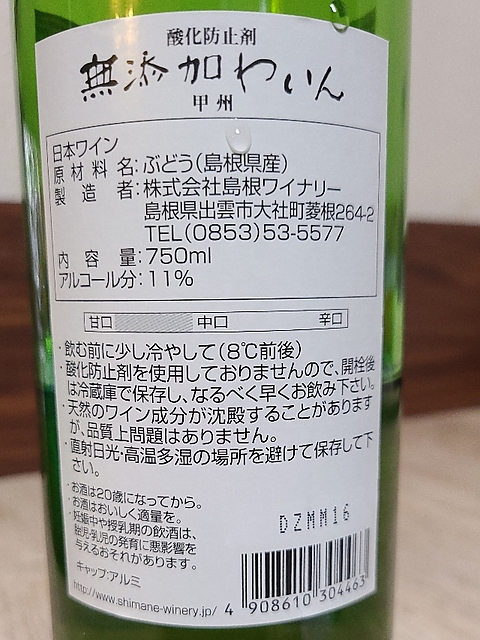 酸化防止剤
無添加わいん
甲州
日本ワイン
原材料名:ぶどう(島根県産)
製造者:株式会社島根ワイナリー
島根県出雲市大社町菱根264-2
TEL(0853)53-5577
内容量:750ml
アルコール分:11%
甘口 中口 辛口
・飲む前に少し冷やして(8℃前後)
・酸化防止剤を使用しておりませんので、開栓後
は冷蔵庫で保存し、なるべく早くお飲み下さい。
・天然のワイン成分が沈殿することがあります
が、品質上問題はありません。
・直射日光・高温多湿の場所を避けて保存して下
さい。
・お酒は20歳になってから。
・お酒はおいしく適量を。
・妊娠中や授乳期の飲酒は、
胎児・乳児の発育に悪影響を
与えるおそれがあります。
DZMM16
キャップ:アルミ
http://www.shimane-winery.jp/
4 908610 304463